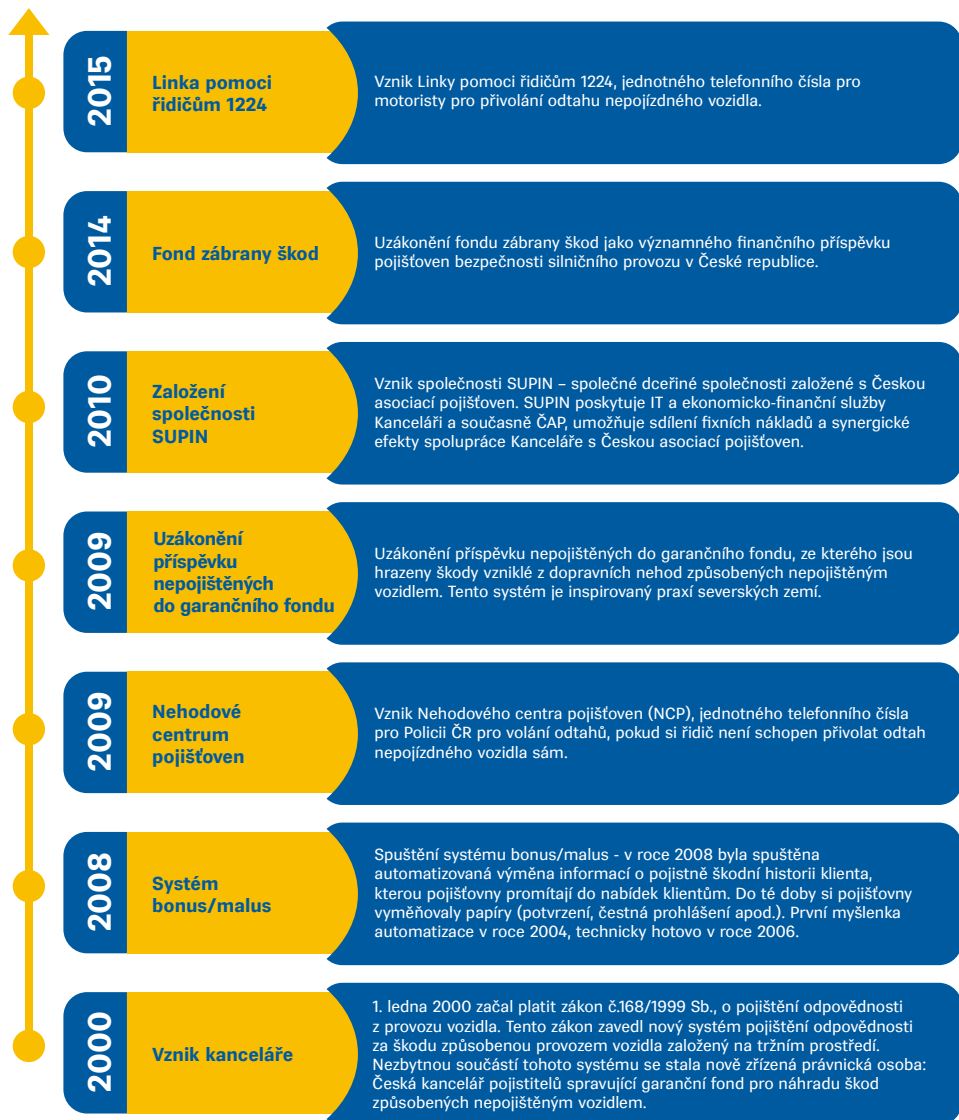 2015
Linka pomoci
řidičům 1224
Vznik Linky pomoci řidičům 1224, jednotného telefonního čísla pro
motoristy pro přivolání odtahu nepojízdného vozidla.
2014
Fond zábrany škod
Uzákonění fondu zábrany škod jako významného finančního příspěvku
pojišťoven bezpečnosti silničního provozu v České republice.
2010
Založení
společnosti
SUPIN
Vznik společnosti SUPIN – společné dceřiné společnosti založené s Českou
asociací pojišťoven. SUPIN poskytuje IT a ekonomicko-finanční služby
Kanceláři a současně ČAP, umožňuje sdílení fixních nákladů a synergické
efekty spolupráce Kanceláře s Českou asociací pojišťoven.
2009
Uzákonění
příspěvku
nepojištěných
do garančního fondu
Uzákonění příspěvku nepojištěných do garančního fondu, ze kterého jsou
hrazeny škody vzniklé z dopravních nehod způsobených nepojištěným
vozidlem. Tento systém je inspirovaný praxí severských zemí.
2009
Nehodové
centrum
pojišťoven
Vznik Nehodového centra pojišťoven (NCP), jednotného telefonního čísla
pro Policii ČR pro volání odtahů, pokud si řidič není schopen přivolat odtah
nepojízdného vozidla sám.
2008
Systém
bonus/malus
Spuštění systému bonus/malus - v roce 2008 byla spuštěna
automatizovaná výměna informací o pojistně škodní historii klienta,
kterou pojišťovny promítají do nabídek klientům. Do té doby si pojišťovny
vyměňovaly papíry (potvrzení, čestná prohlášení apod.). První myšlenka
automatizace v roce 2004, technicky hotovo v roce 2006.
2000
Vznik kanceláře
1. ledna 2000 začal platit zákon č.168/1999 Sb., o pojištění odpovědnosti
z provozu vozidla. Tento zákon zavedl nový systém pojištění odpovědnosti
za škodu způsobenou provozem vozidla založený na tržním prostředí.
Nezbytnou součástí tohoto systému se stala nově zřízená právnická osoba:
Česká kancelář pojistitelů spravující garanční fond pro náhradu škod
způsobených nepojištěným vozidlem.